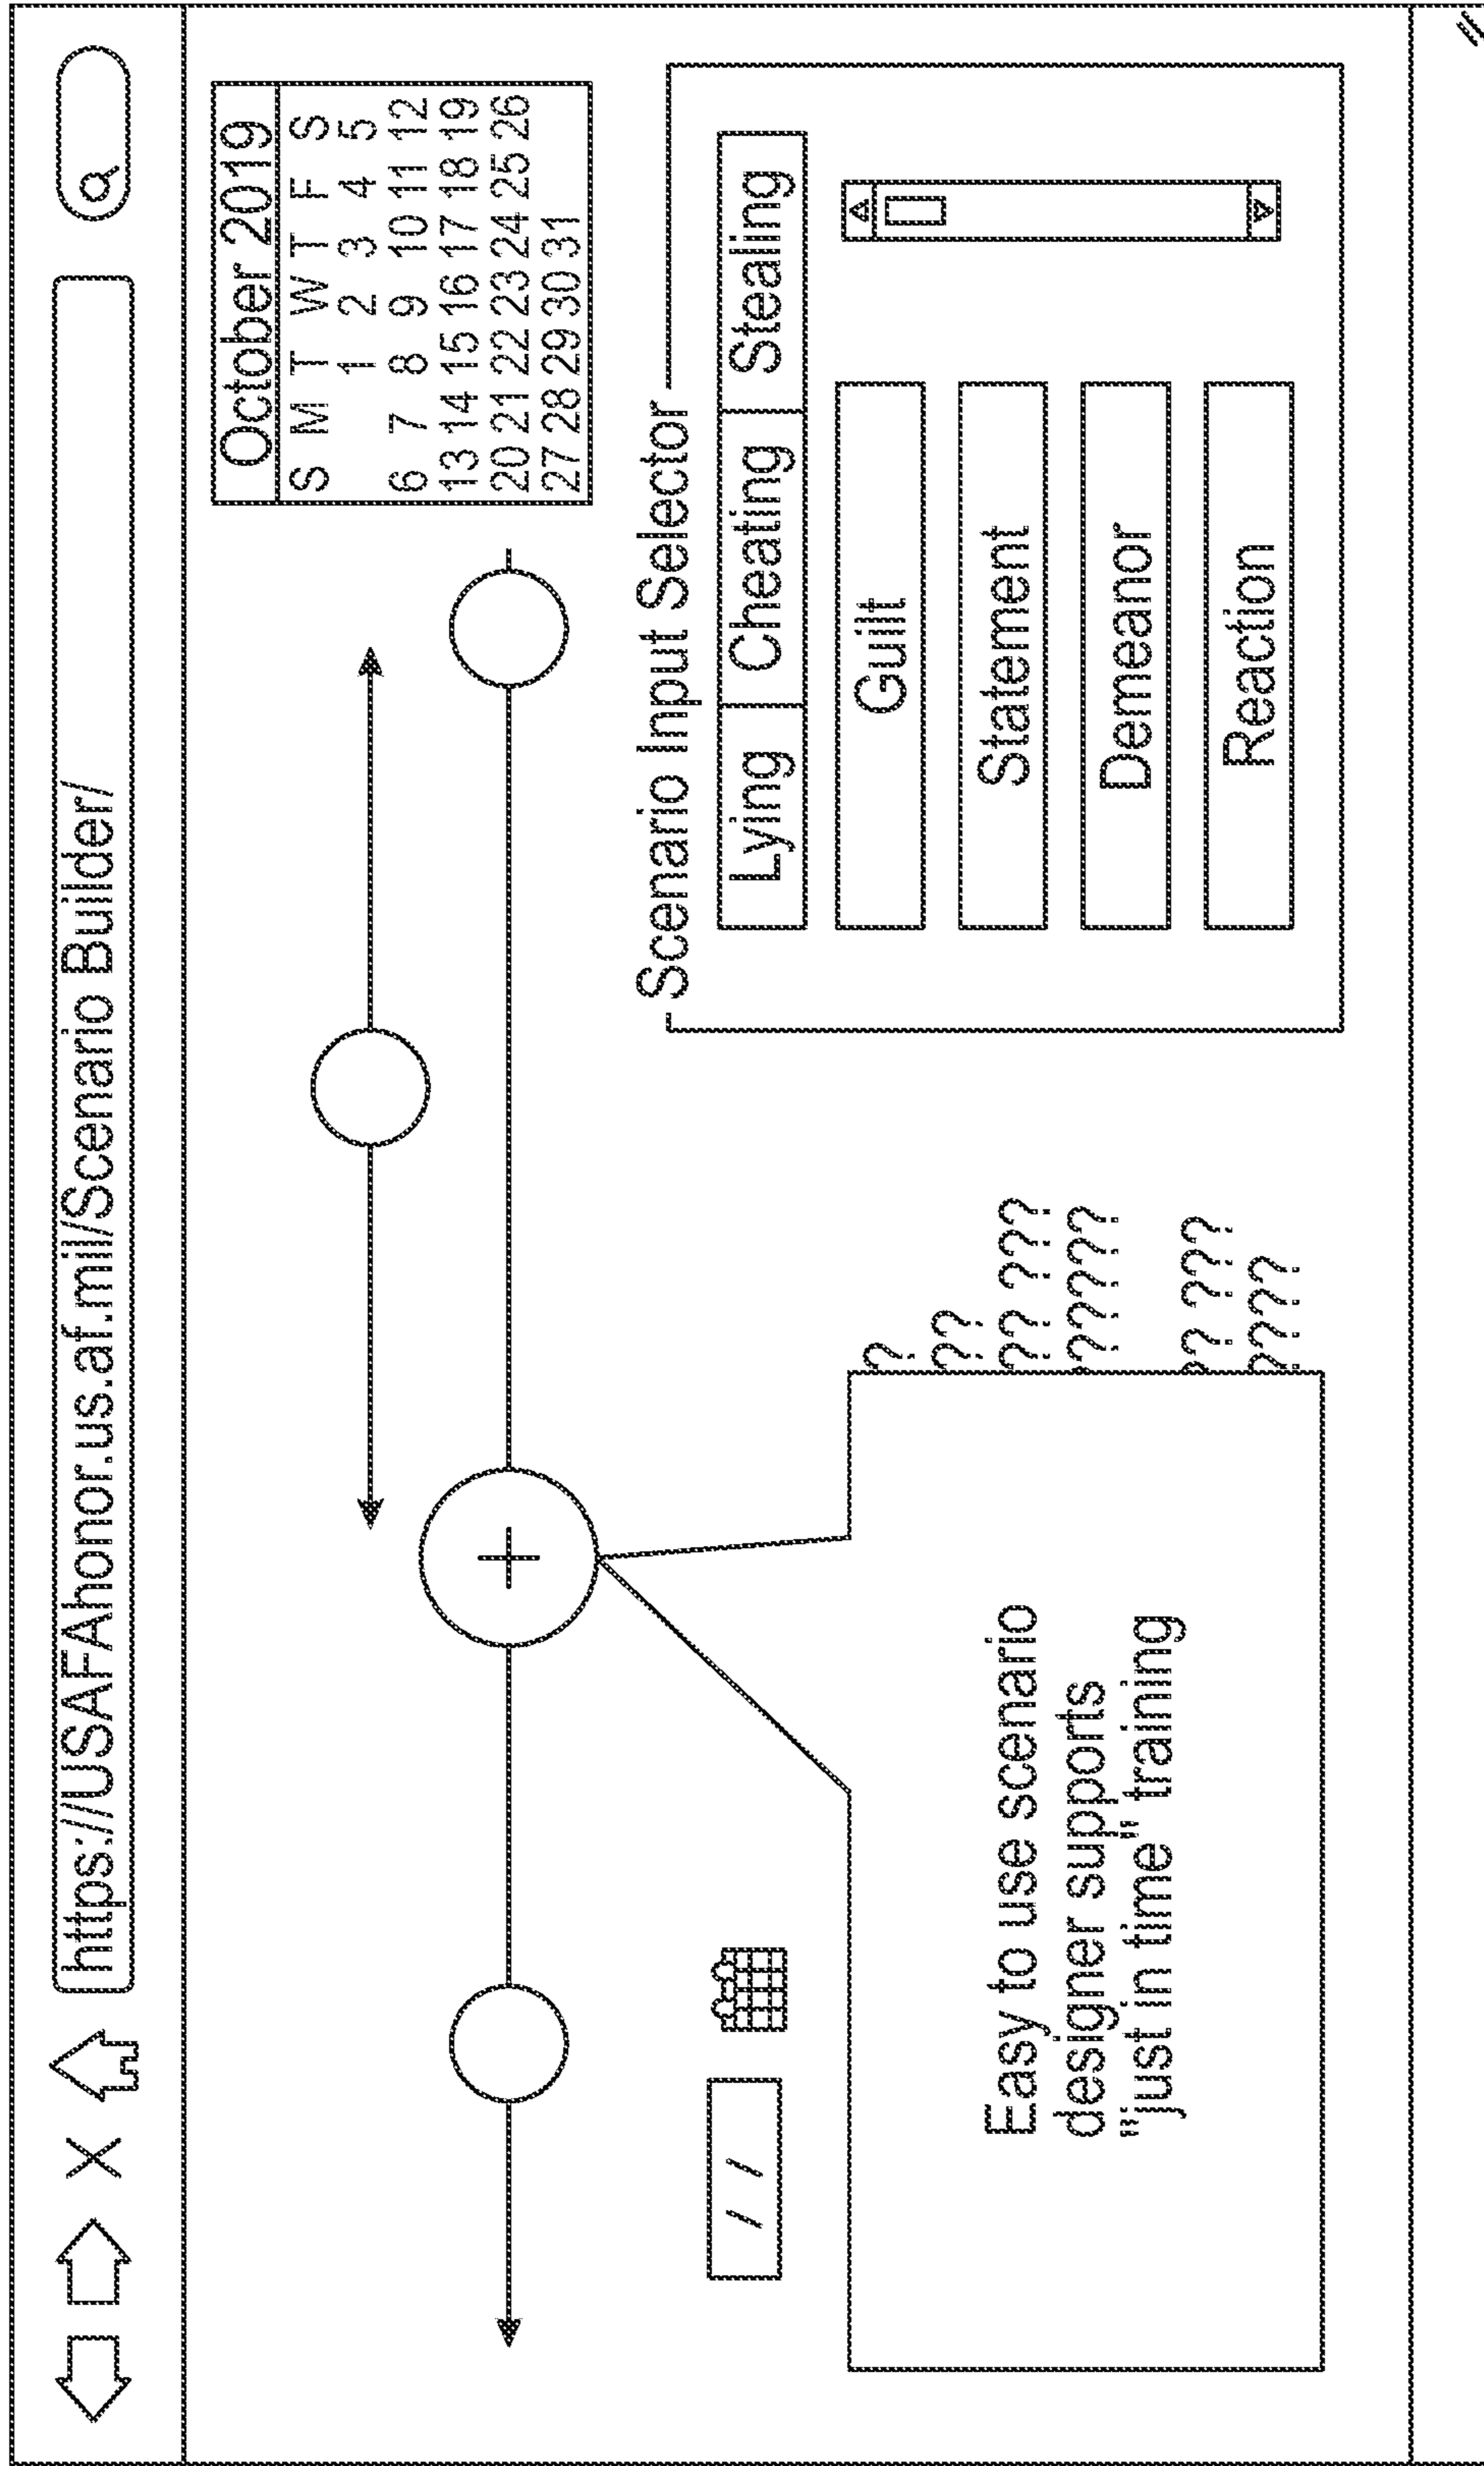 X
https://USAFAhonor.us.af.mil/Scenario Builder/
October 2019
S M T W T F S
1 2 3 4 5
6 7 8 9 10 11 12
13 14 15 16 17 18 19
20 21 22 23 24 25 26
27 28 29 30 31
+
/ /
Scenario Input Selector
Lying Cheating Stealing
Guilt
Statement
Demeanor
Reaction
Easy to use scenario
designer supports
"just in time" training
?
??
?? ???
?????
?? ???
????